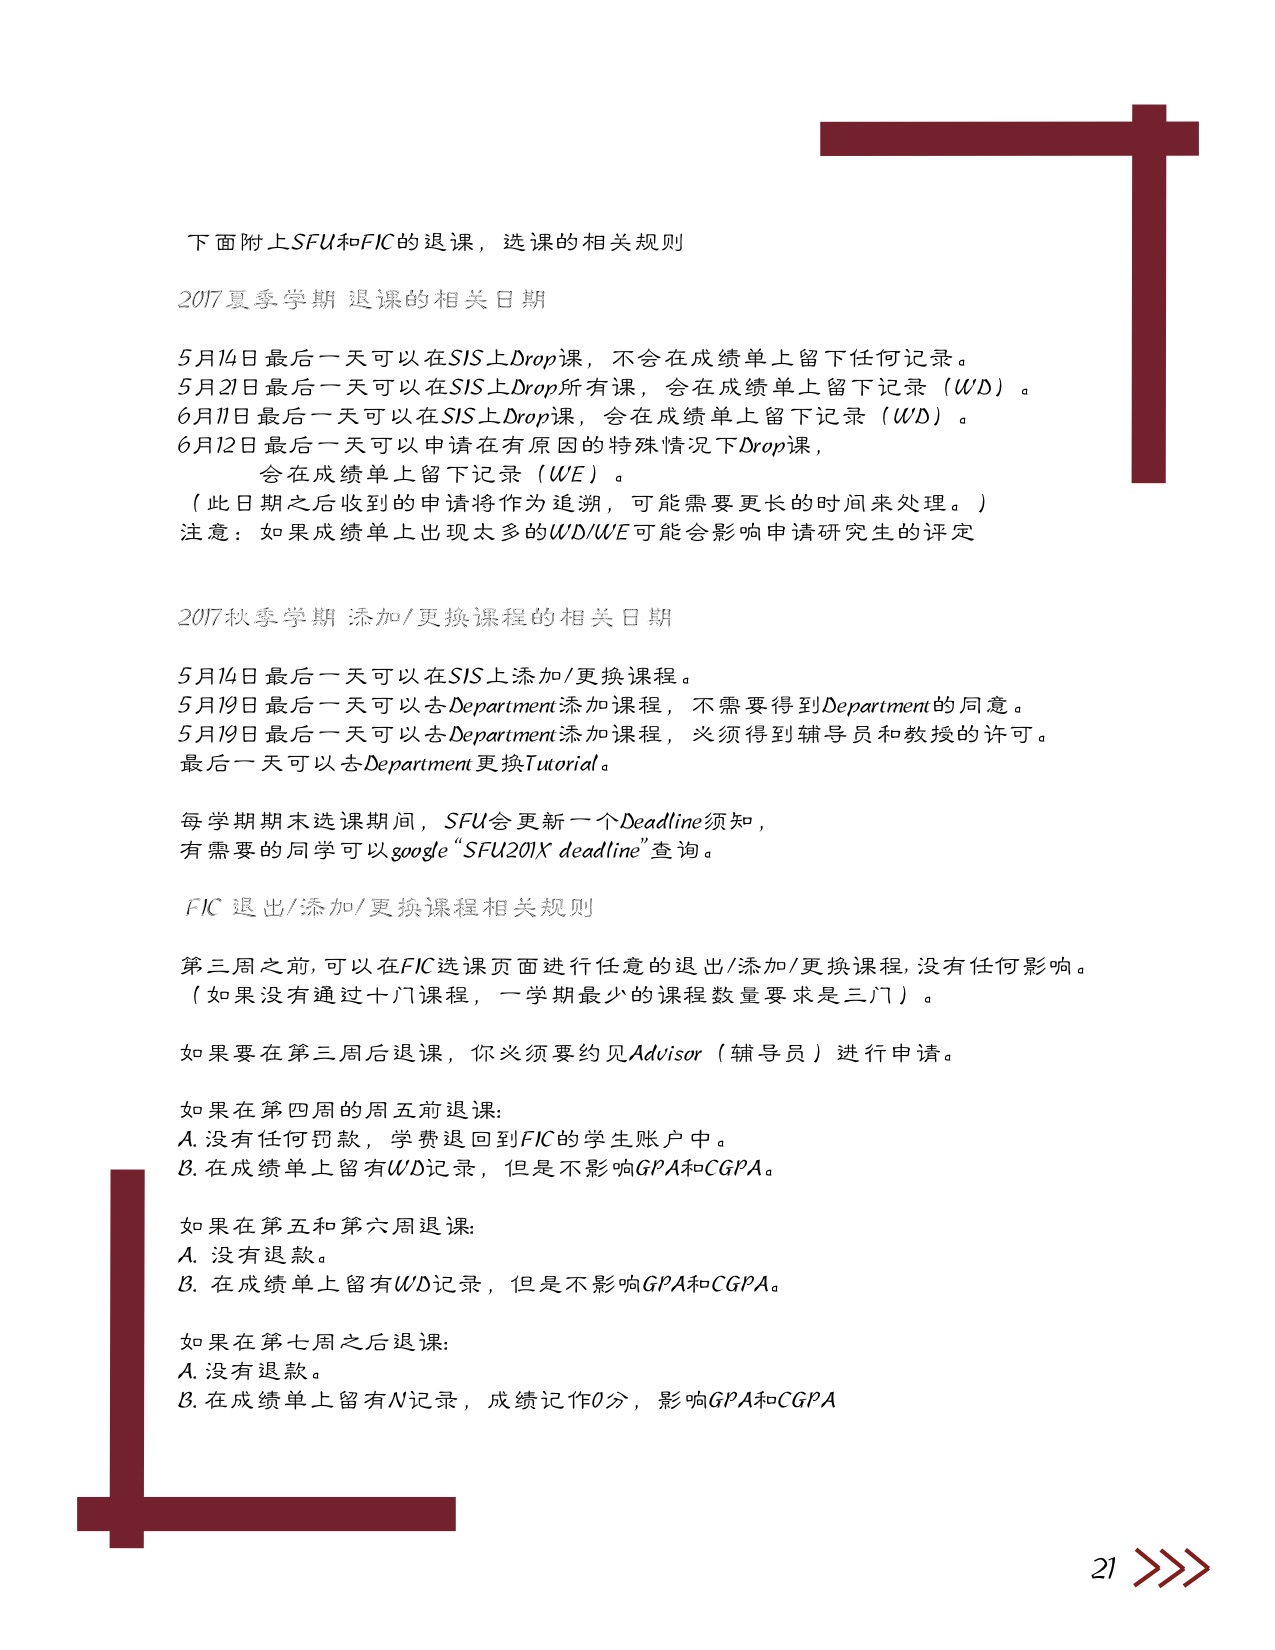 下面附上SFU和FIC的退课，选课的相关规则
2017夏季学期 退课的相关日期
5月14日最后一天可以在SIS上Drop课，不会在成绩单上留下任何记录。
5月21日最后一天可以在SIS上Drop所有课，会在成绩单上留下记录（WD）。
6月11日最后一天可以在SIS上Drop课，会在成绩单上留下记录（WD）。
6月12日最后一天可以申请在有原因的特殊情况下Drop课，
会在成绩单上留下记录（WE）。
（此日期之后收到的申请将作为追溯，可能需要更长的时间来处理。）
注意：如果成绩单上出现太多的WD/WE可能会影响申请研究生的评定
2017秋季学期 添加/更换课程的相关日期
5月14日最后一天可以在SIS上添加/更换课程。
5月19日最后一天可以去Department添加课程，不需要得到Department的同意。
5月19日最后一天可以去Department添加课程，必须得到辅导员和教授的许可。
最后一天可以去Department更换Tutorial。
每学期期末选课期间，SFU会更新一个Deadline须知，
有需要的同学可以google“SFU201X deadline”查询。
FIC 退出/添加/更换课程相关规则
第三周之前,可以在FIC选课页面进行任意的退出/添加/更换课程,没有任何影响。
（如果没有通过十门课程，一学期最少的课程数量要求是三门）。
如果要在第三周后退课，你必须要约见Advisor（辅导员）进行申请。
如果在第四周的周五前退课:
A. 没有任何罚款，学费退回到FIC的学生账户中。
B. 在成绩单上留有WD记录，但是不影响GPA和CGPA。
如果在第五和第六周退课:
A. 没有退款。
B. 在成绩单上留有WD记录，但是不影响GPA和CGPA。
如果在第七周之后退课:
A. 没有退款。
B. 在成绩单上留有N记录，成绩记作0分，影响GPA和CGPA
21